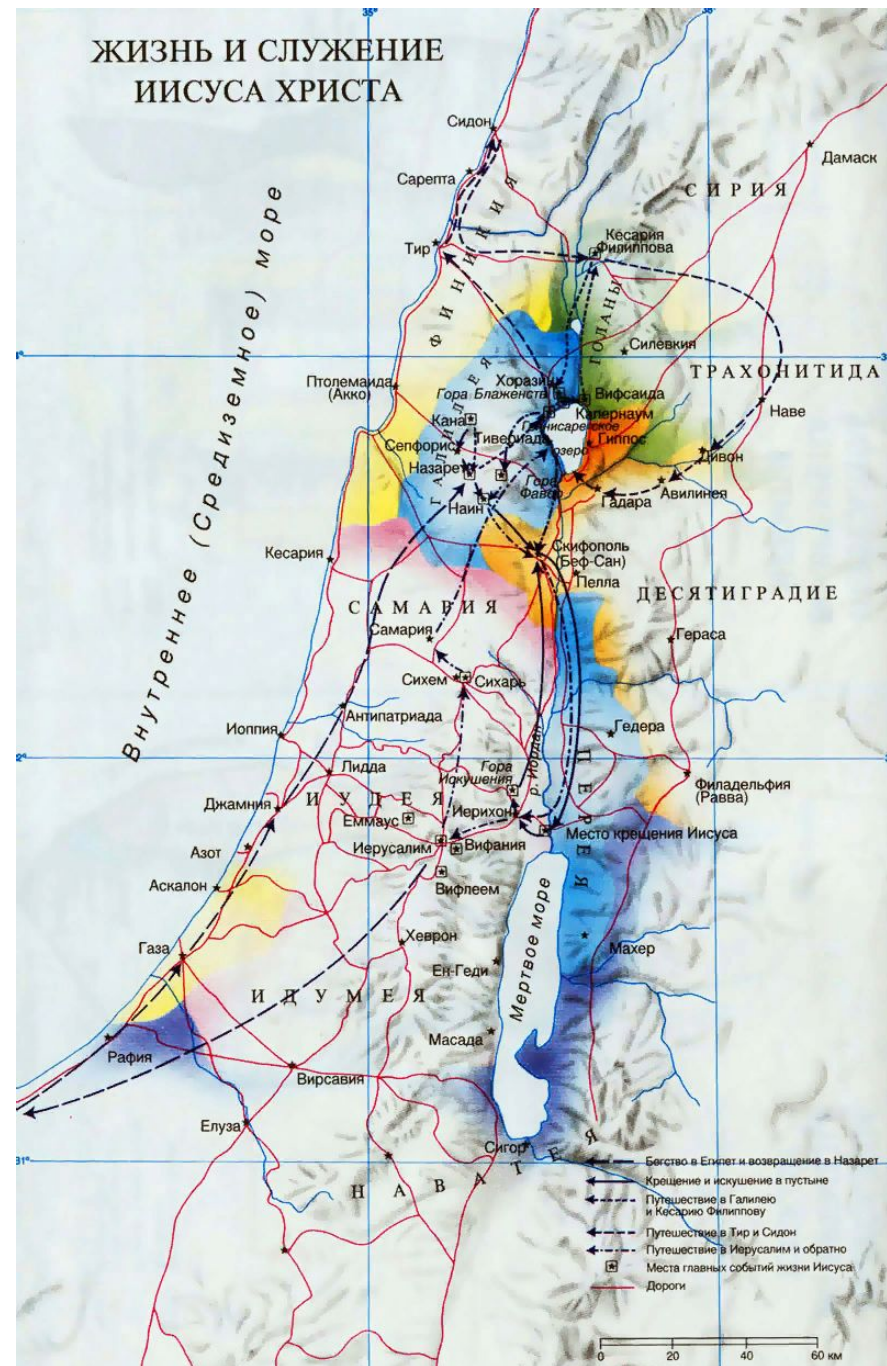 35°
ЖИЗНЬ И СЛУЖЕНИЕ
ИИСУСА ХРИСТА
Сидон
Дамаск
Сарепта
СИРИЯ
Кесария
Филиппова
Тир
ФИНИКИЯ
ГОЛАНЫ
Внутреннее (Средиземное) море
Силевкия
ТРАХОНИТИДА
Хоразин
Птолемаида
(Акко)
Гора Блаженств
Вифсаида
Наве
ГАЛИЛЕЯ
Кана
Капернаум
Геннисаретское
озеро
Тивериада
Гиппос
Сепфорис
Дивон
Назарет
Гора
Фавор
Авилинея
Гадара
Наин
Кесария
Скифополь
(Беф-Сан)
Пелла
ДЕСЯТИГРАДИЕ
САМАРИЯ
Самария
Гераса
Сихем
Сихарь
Антипатриада
Иоппия
Гедера
р. Иордан
ПЕРЕЯ
Гора
Искушения
Лидда
Филадельфия
(Равва)
Джамния
ИУДЕЯ
Иерихон
Еммаус
Место крещения Иисуса
Иерусалим
Вифания
Азот
Аскалон
Вифлеем
Мертвое море
Хеврон
Газа
Махер
Ен-Геди
ИДУМЕЯ
Масада
Рафия
Вирсавия
Елуза
Сигор
31°
НАВАТЕЯ
Бегство в Египет и возвращение в Назарет
Крещение и искушение в пустыне
Путешествие в Галилею
и Кесарию Филиппову
Путешествие в Тир и Сидон
Путешествие в Иерусалим и обратно
Места главных событий жизни Иисуса
Дороги
0 20 40 60 км